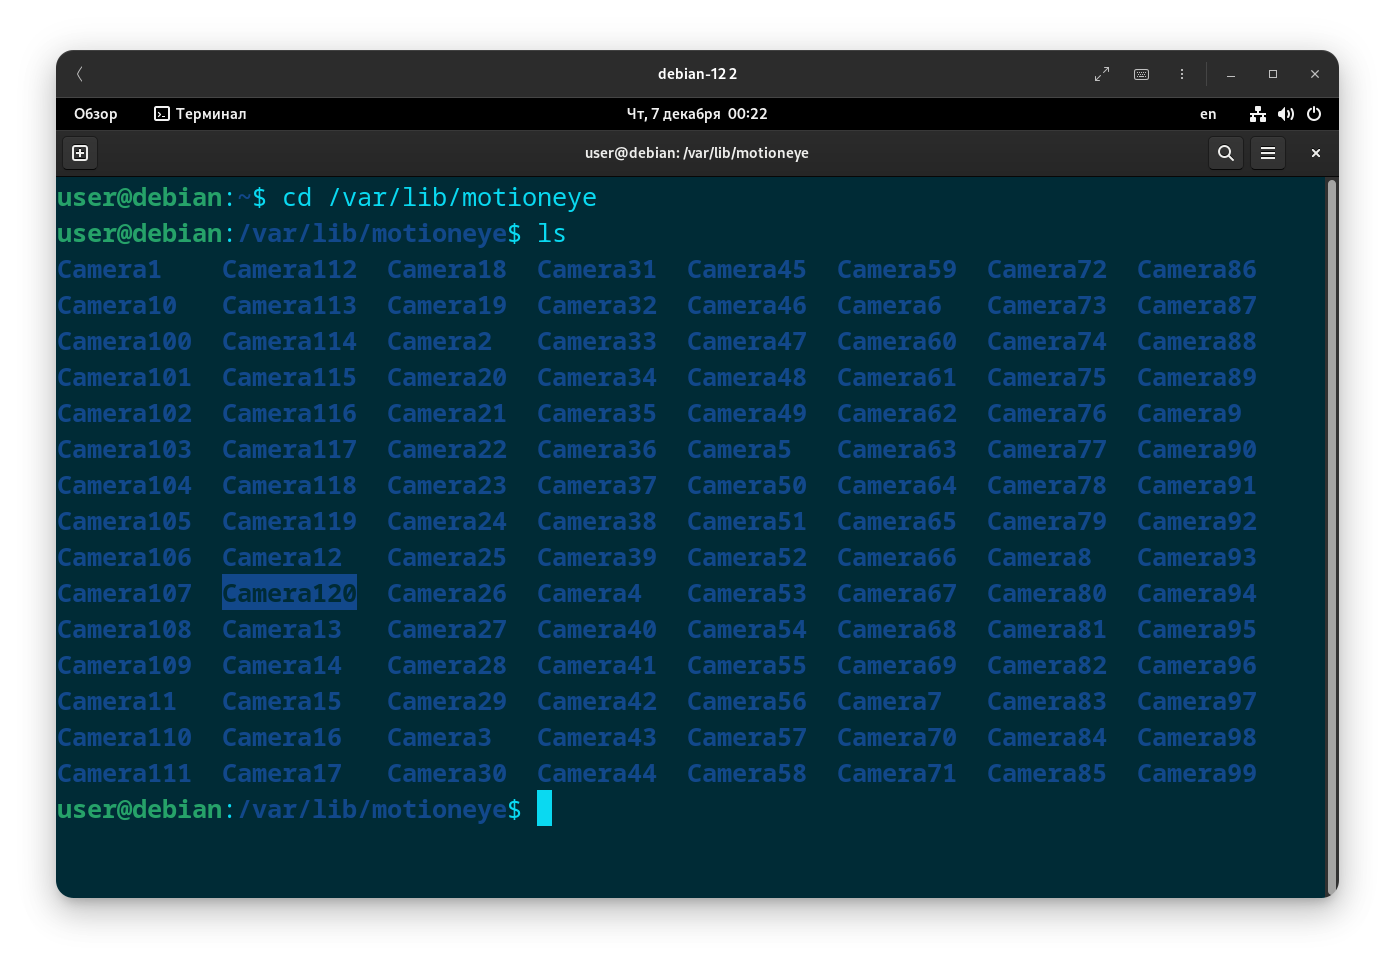 debian-12 2
Обзор Терминал Чт, 7 декабря 00:22 en
user@debian: /var/lib/motioneye
user@debian:~$ cd /var/lib/motioneye
user@debian:/var/lib/motioneye$ ls
Camera1 Camera112 Camera18 Camera31 Camera45 Camera59 Camera72 Camera86
Camera10 Camera113 Camera19 Camera32 Camera46 Camera6 Camera73 Camera87
Camera100 Camera114 Camera2 Camera33 Camera47 Camera60 Camera74 Camera88
Camera101 Camera115 Camera20 Camera34 Camera48 Camera61 Camera75 Camera89
Camera102 Camera116 Camera21 Camera35 Camera49 Camera62 Camera76 Camera9
Camera103 Camera117 Camera22 Camera36 Camera5 Camera63 Camera77 Camera90
Camera104 Camera118 Camera23 Camera37 Camera50 Camera64 Camera78 Camera91
Camera105 Camera119 Camera24 Camera38 Camera51 Camera65 Camera79 Camera92
Camera106 Camera12 Camera25 Camera39 Camera52 Camera66 Camera8 Camera93
Camera107 Camera120 Camera26 Camera4 Camera53 Camera67 Camera80 Camera94
Camera108 Camera13 Camera27 Camera40 Camera54 Camera68 Camera81 Camera95
Camera109 Camera14 Camera28 Camera41 Camera55 Camera69 Camera82 Camera96
Camera11 Camera15 Camera29 Camera42 Camera56 Camera7 Camera83 Camera97
Camera110 Camera16 Camera3 Camera43 Camera57 Camera70 Camera84 Camera98
Camera111 Camera17 Camera30 Camera44 Camera58 Camera71 Camera85 Camera99
user@debian:/var/lib/motioneye$